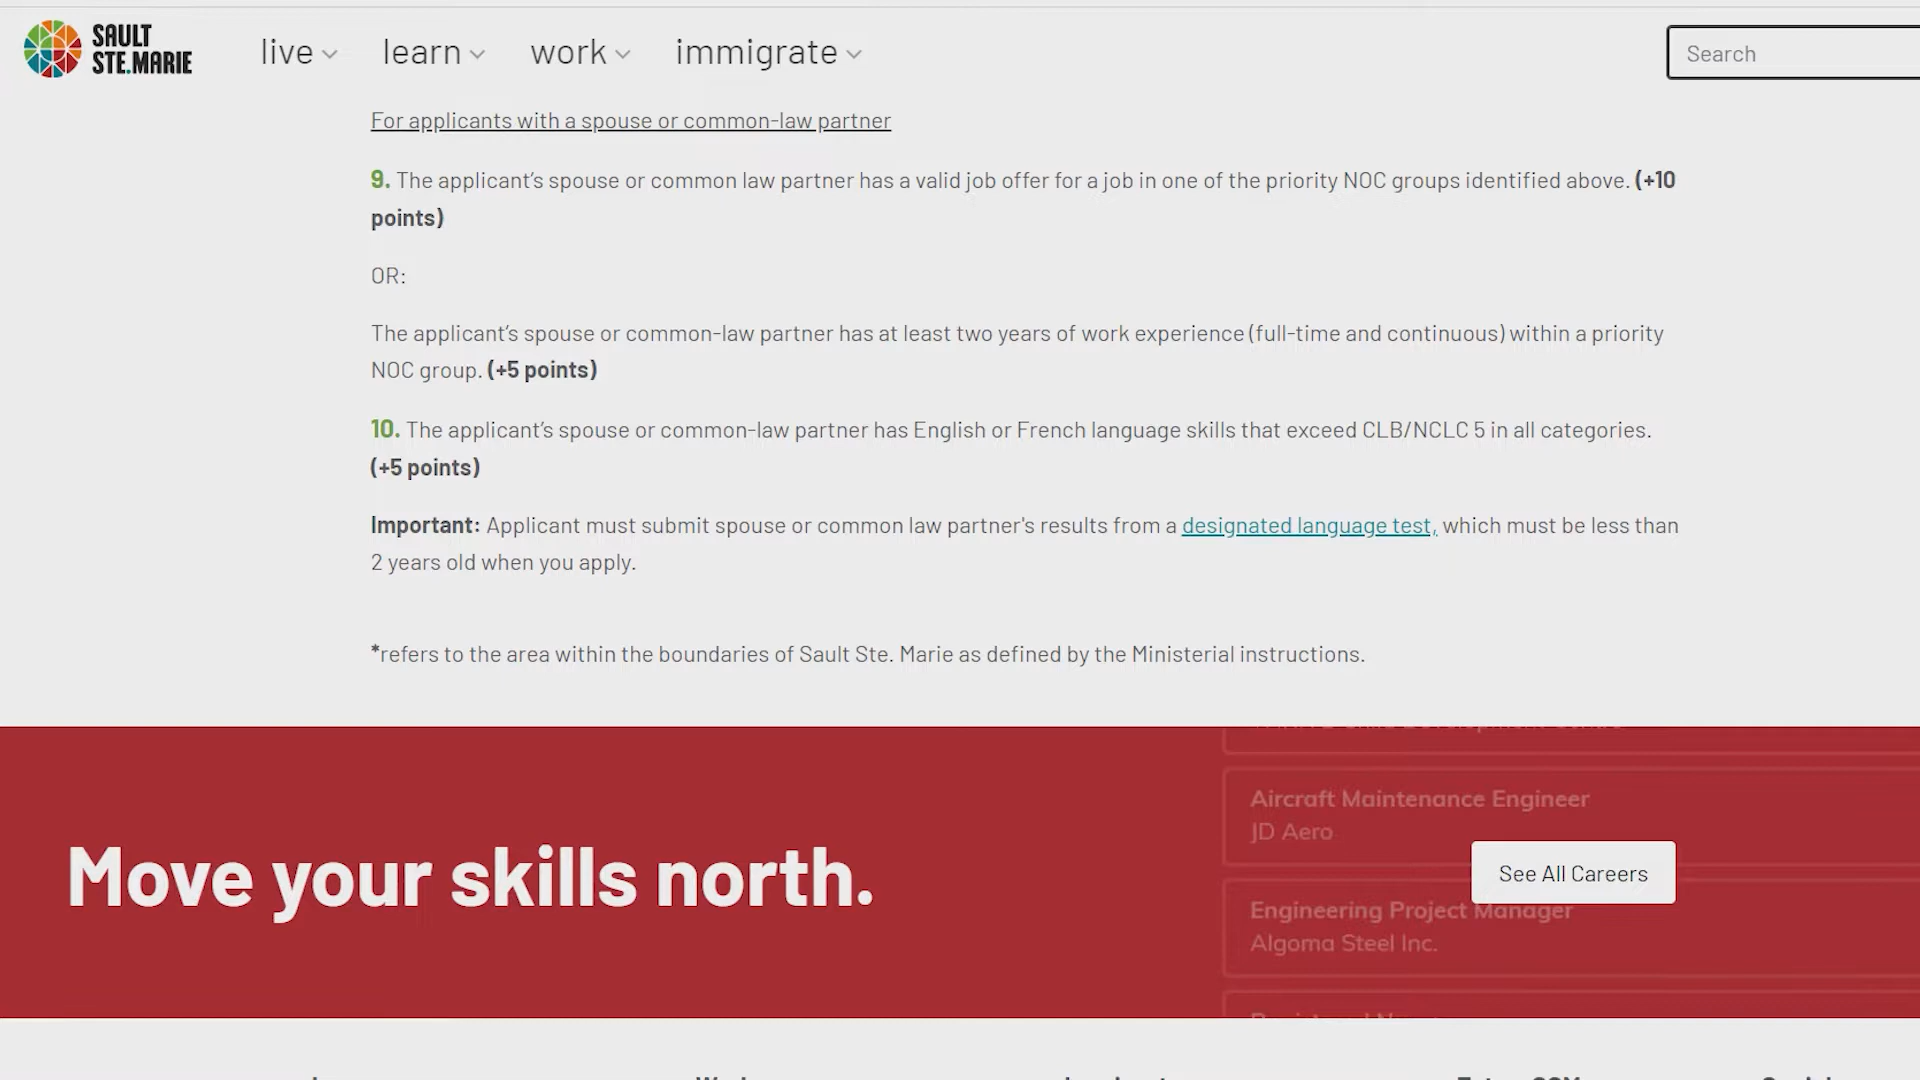 SAULT
STE.MARIE
live learn work immigrate
Search
For applicants with a spouse or common-law partner
9. The applicant's spouse or common law partner has a valid job offer for a job in one of the priority NOC groups identified above. (+10
points)
OR:
The applicant's spouse or common-law partner has at least two years of work experience (full-time and continuous) within a priority
NOC group. (+5 points)
10. The applicant's spouse or common-law partner has English or French language skills that exceed CLB/NCLC 5 in all categories.
(+5 points)
Important: Applicant must submit spouse or common law partner's results from a designated language test, which must be less than
2 years old when you apply.
*refers to the area within the boundaries of Sault Ste. Marie as defined by the Ministerial instructions.
Move your skills north.
Aircraft Maintenance Engineer
JD Aero
See All Careers
Engineering Project Manager
Algoma Steel Inc.